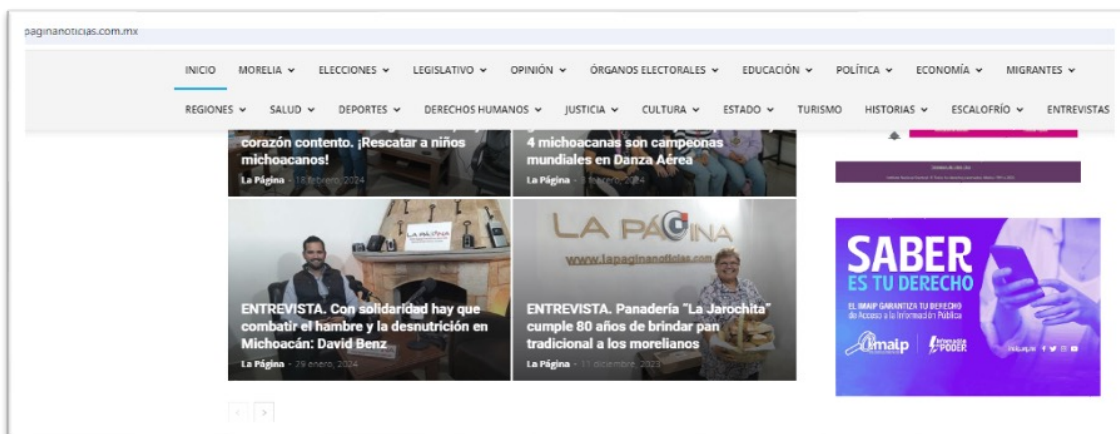 paginanoticias.com.mx
INICIO MORELIA ELECCIONES LEGISLATIVO OPINIÓN ÓRGANOS ELECTORALES EDUCACIÓN POLÍTICA ECONOMÍA MIGRANTES
REGIONES SALUD DEPORTES DERECHOS HUMANOS JUSTICIA CULTURA ESTADO TURISMO HISTORIAS ESCALOFRÍO ENTREVISTAS
corazón contento. ¡Rescatar a niños
michoacanos!
La Página - 18 febrero, 2024
4 michoacanas son campeonas
mundiales en Danza Aérea
La Página - febrero, 2024
LA PÁGINA
ENTREVISTA. Con solidaridad hay que
combatir el hambre y la desnutrición en
Michoacán: David Benz
La Página - 29 enero, 2024
LA PÁGINA
www.lapaginanoticias.com
ENTREVISTA. Panadería "La Jarochita"
cumple 80 años de brindar pan
tradicional a los morelianos
La Página - 11 diciembre, 2023
SABER
ES TU DERECHO
EL IMAIP GARANTIZA TU DERECHO
de Acceso a la Información Pública
imaip
PODER